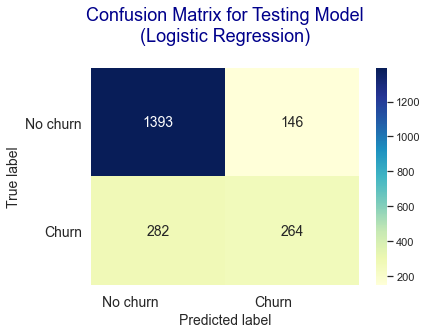 Confusion Matrix for Testing Model
(Logistic Regression)
No churn
1393
146
Churn
282
264
True label
No churn
Churn
Predicted label
1200
1000
800
600
400
200